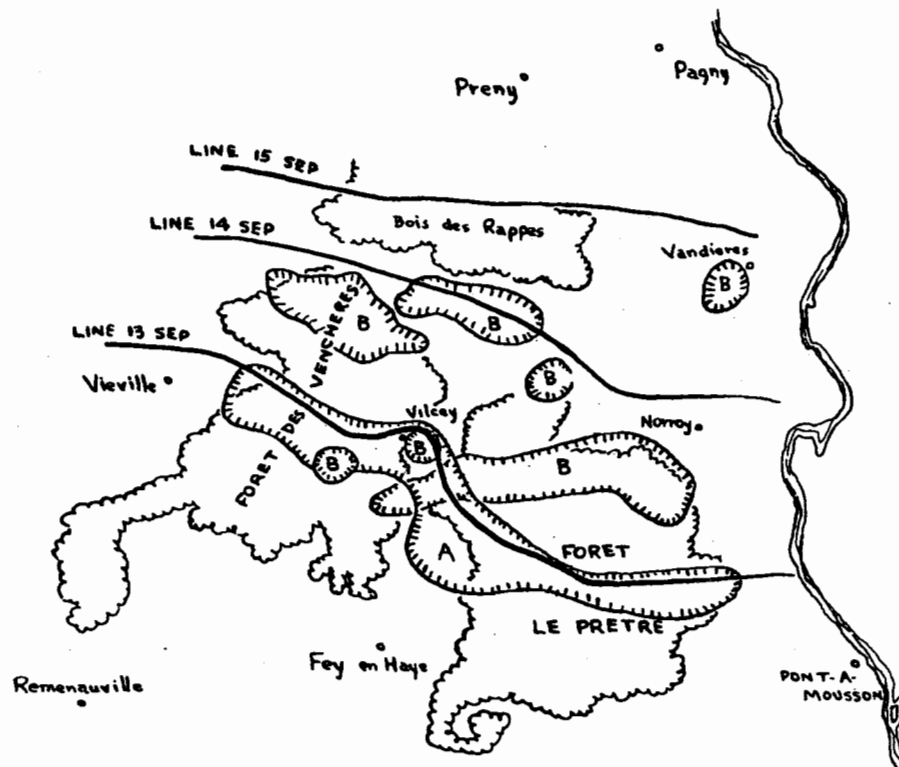 Pagny
Preny
LINE 15 SEP
Bois des Rappes
LINE 14 SEP
Vandieres
B
B
B
LINE 13 SEP
VENCHERES
B
Vieville
Vilcey
Norroy
FORET DES
B
B
B
A
FORET
LE PRETRE
Fey en Haye
Remenauville
PONT-A-
MOUSSON